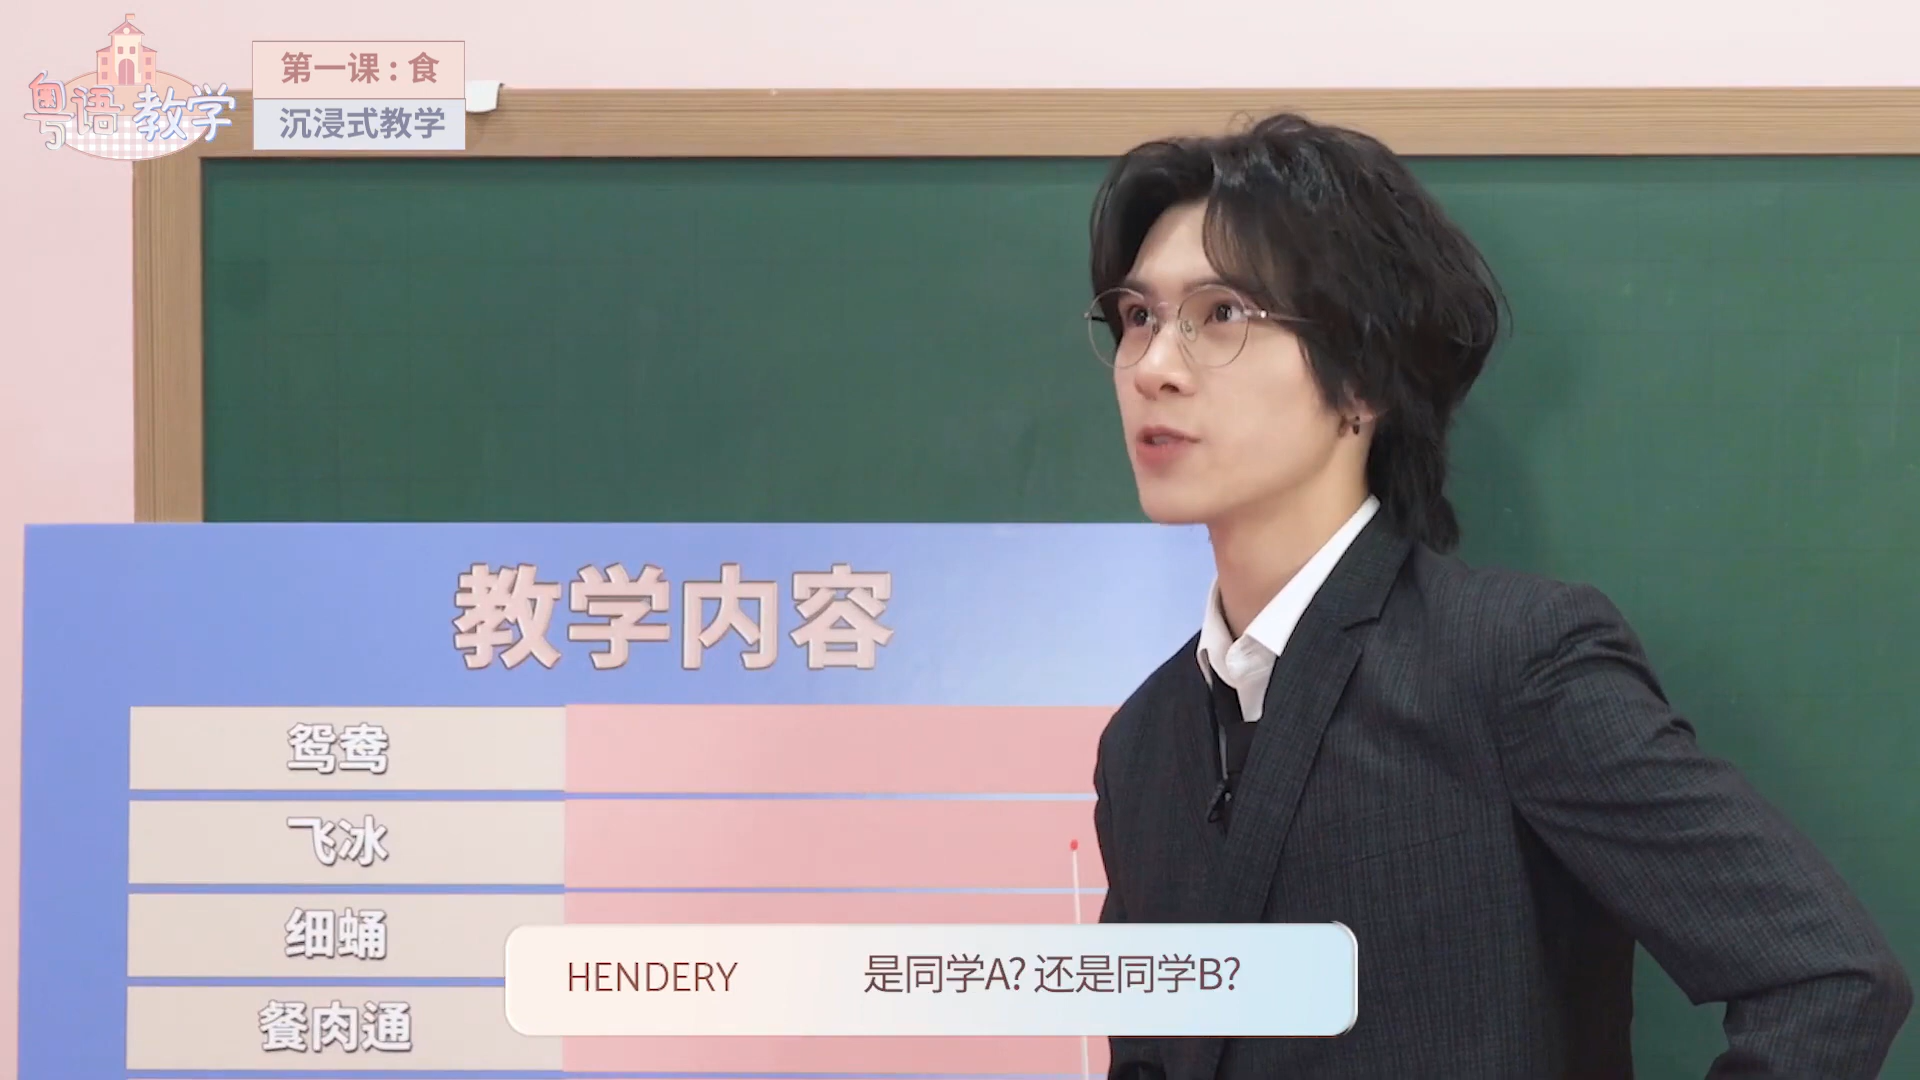 粤语教学
第一课：食
沉浸式教学
教学内容
鸳鸯
飞冰
细蛹
餐肉通
HENDERY 是同学A? 还是同学B?